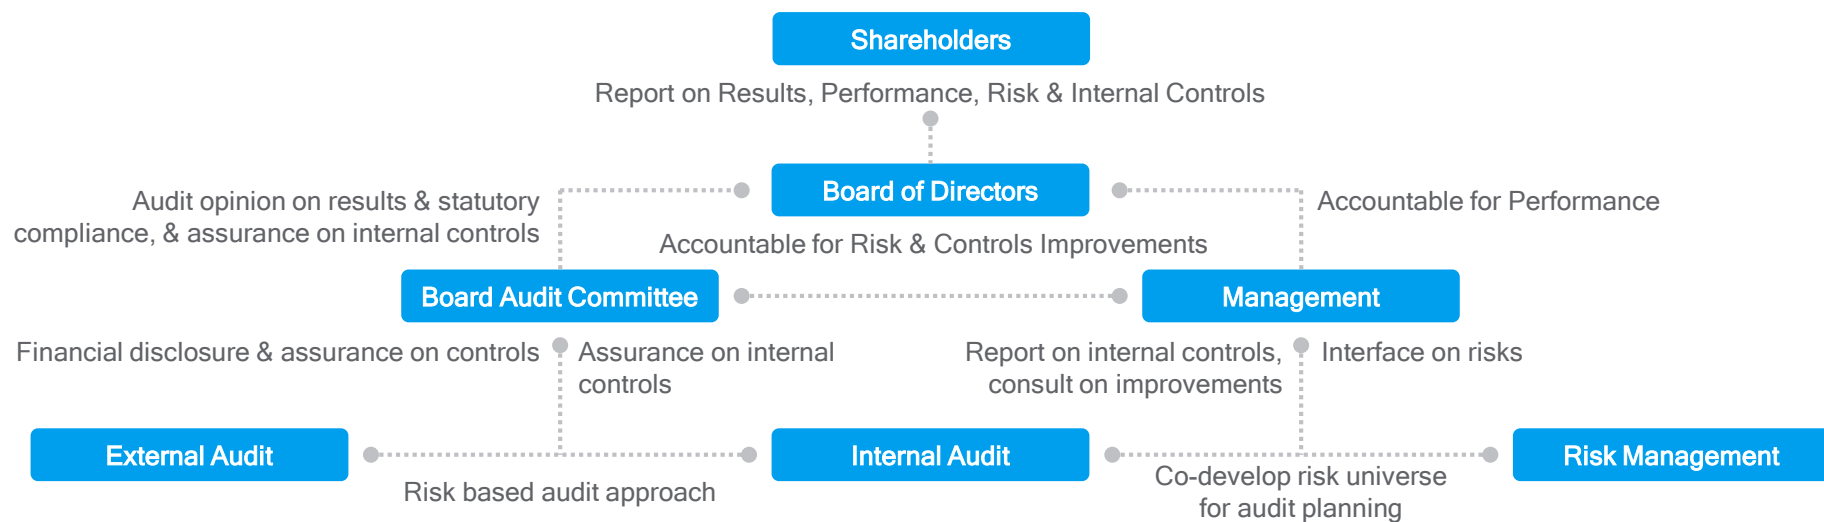 Shareholders
Report on Results, Performance, Risk & Internal Controls
Board of Directors
Audit opinion on results & statutory
compliance, & assurance on internal controls
Accountable for Performance
Accountable for Risk & Controls Improvements
Board Audit Committee
Management
Financial disclosure & assurance on controls
Assurance on internal
controls
Report on internal controls,
consult on improvements
Interface on risks
External Audit
Internal Audit
Risk Management
Risk based audit approach
Co-develop risk universe
for audit planning